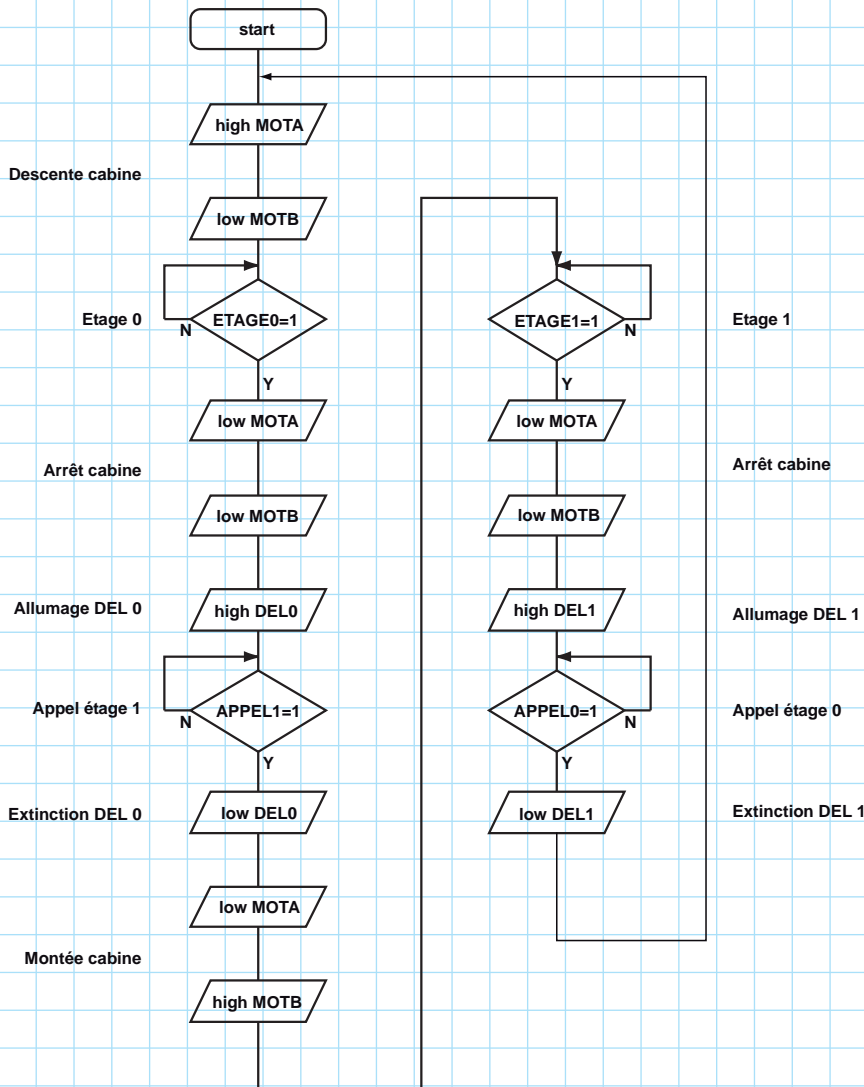 start
high MOTA
Descente cabine
low MOTB
Etage 0
ETAGE0=1
N
Y
low MOTA
Arrêt cabine
low MOTB
Allumage DEL 0
high DEL0
Appel étage 1
APPEL1=1
N
Y
Extinction DEL 0
low DEL0
low MOTA
Montée cabine
high MOTB
ETAGE1=1
N
Etage 1
Y
low MOTA
Arrêt cabine
low MOTB
high DEL1
Allumage DEL 1
APPEL0=1
N
Appel étage 0
Y
low DEL1
Extinction DEL 1